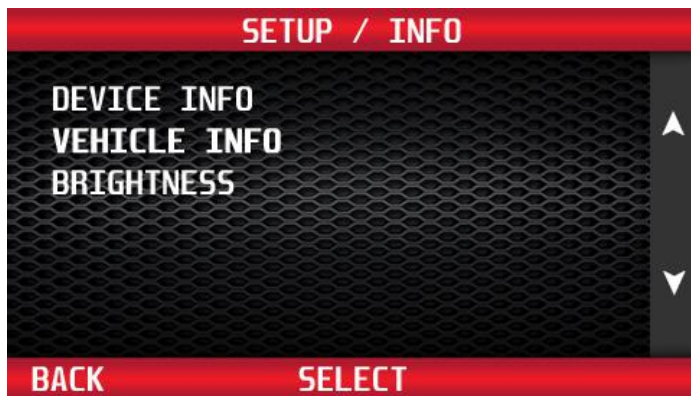 SETUP / INFO
DEVICE INFO
VEHICLE INFO
BRIGHTNESS
BACK SELECT